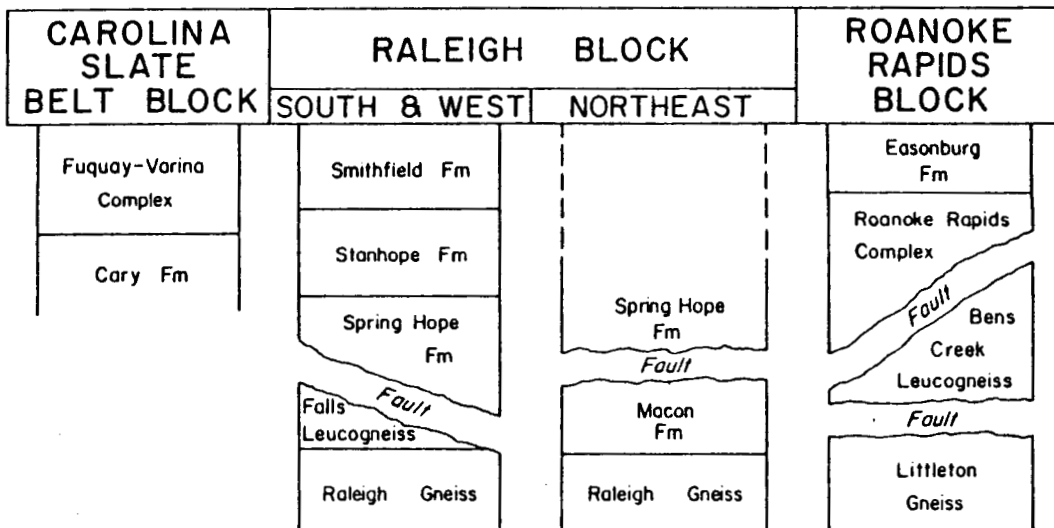 CAROLINA
SLATE
BELT BLOCK
RALEIGH BLOCK
SOUTH & WEST
NORTHEAST
ROANOKE
RAPIDS
BLOCK
Fuquay-Varina
Complex
Cary Fm
Smithfield Fm
Stanhope Fm
Spring Hope
Fm
Fault
Falls
Leucogneiss
Raleigh Gneiss
Spring Hope
Fm
Fault
Macon
Fm
Raleigh Gneiss
Easonburg
Fm
Roanoke Rapids
Complex
Fault
Bens
Creek
Leucogneiss
Fault
Littleton
Gneiss